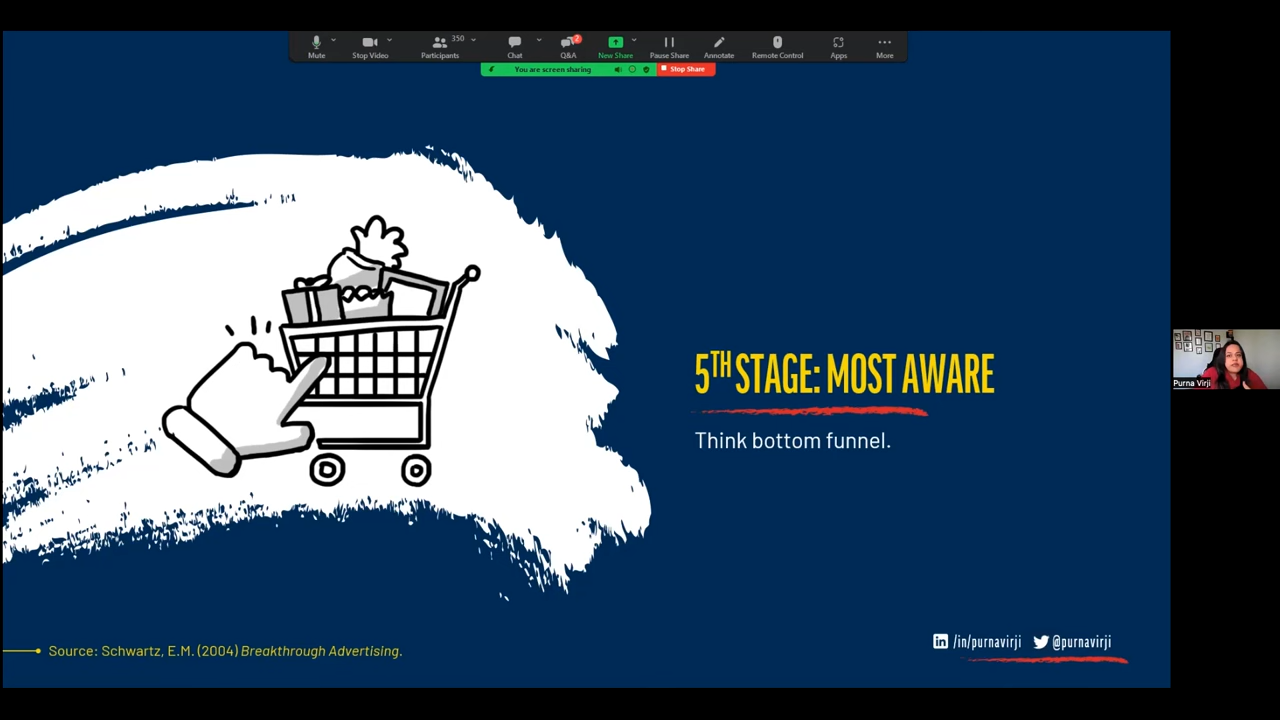 Mute
Stop Video
Participants
350
Chat
Q&A
2
New Share
Pause Share
Annotate
Remote Control
Apps
More
You are screen sharing
Stop Share
5TH STAGE: MOST AWARE
Think bottom funnel.
Purna Virji
Source: Schwartz, E.M. (2004) Breakthrough Advertising.
in /in/purnavirji
@purnavirji